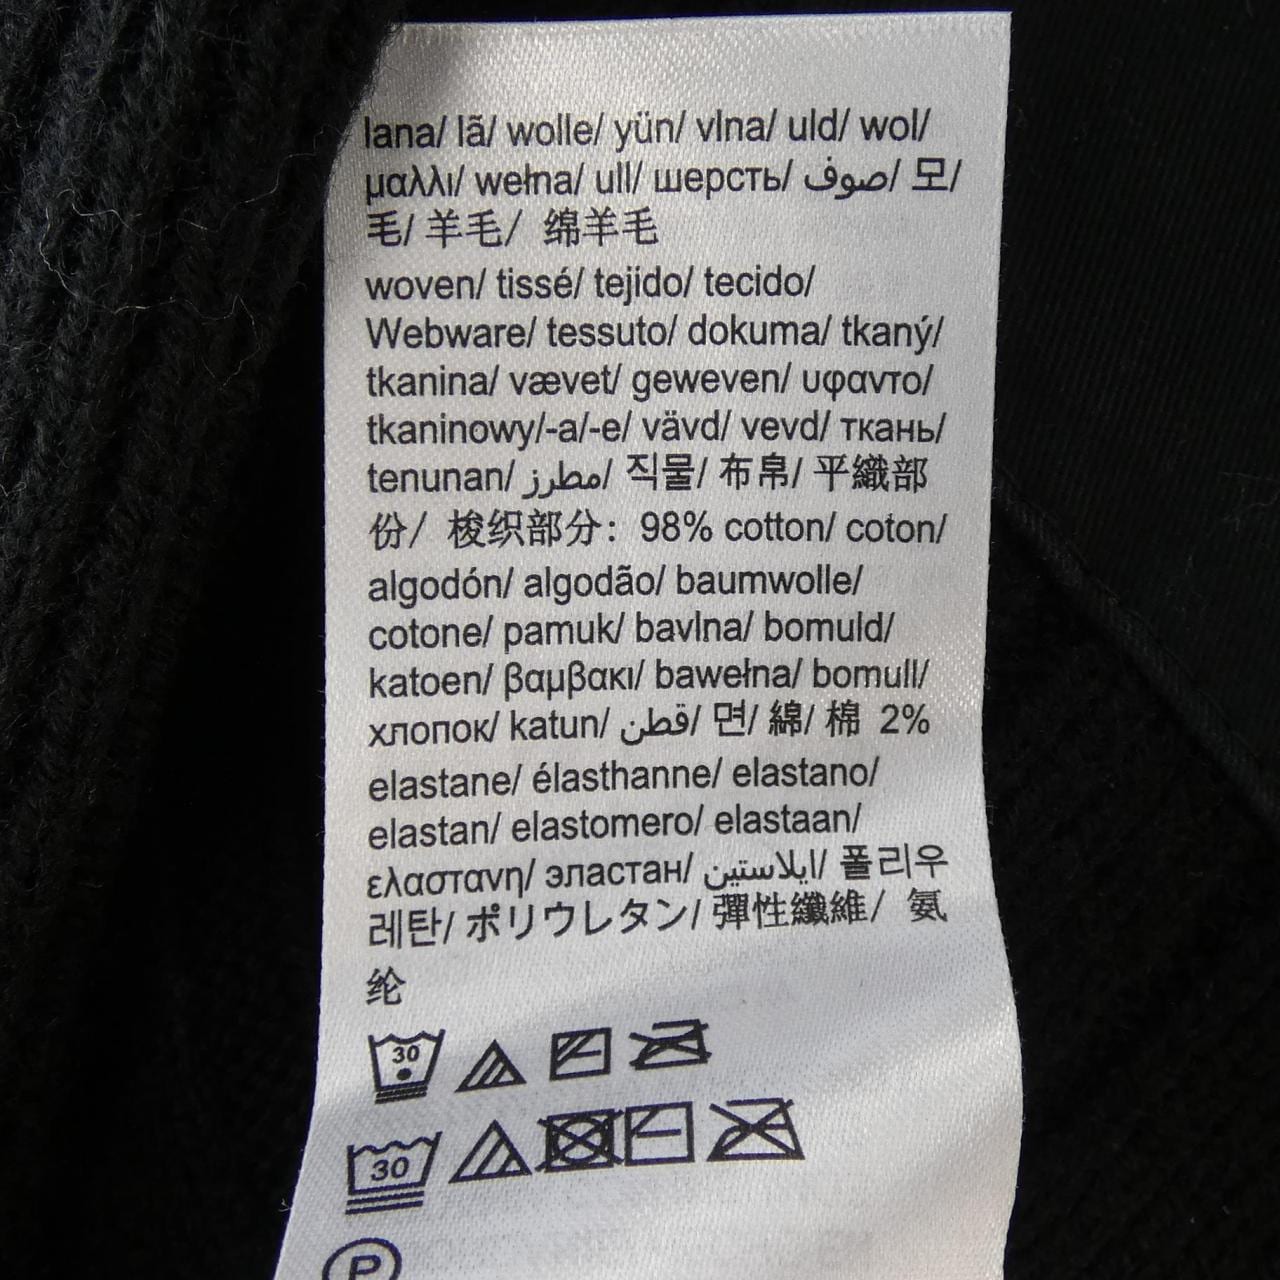 lana/ lã/ wolle/ yün/ vlna/ uld/ wol/
μαλλι/ wełna/ ull/ шерсть/ صوف/ 모/
毛/ 羊毛/ 绵羊毛
woven/ tissé/ tejido/ tecido/
Webware/ tessuto/ dokuma/ tkaný/
tkanina/ vævet/ geweven/ υφαντο/
tkaninowy/-a/-e/ vävd/ vevd/ ткань/
tenunan/ مطرز/ 직물/ 布帛/ 平織部
份/ 梭织部分: 98% cotton/ coton/
algodón/ algodão/ baumwolle/
cotone/ pamuk/ bavlna/ bomuld/
katoen/ βαμβακι/ bawełna/ bomull/
хлопок/ katun/ قطن/ 면/ 綿/ 棉 2%
elastane/ élasthanne/ elastano/
elastan/ elastomero/ elastaan/
ελαστανη/ эластан/ ايلاستين/ 폴리우
레탄/ ポリウレタン/ 彈性纖維/ 氨
纶
30
30
P